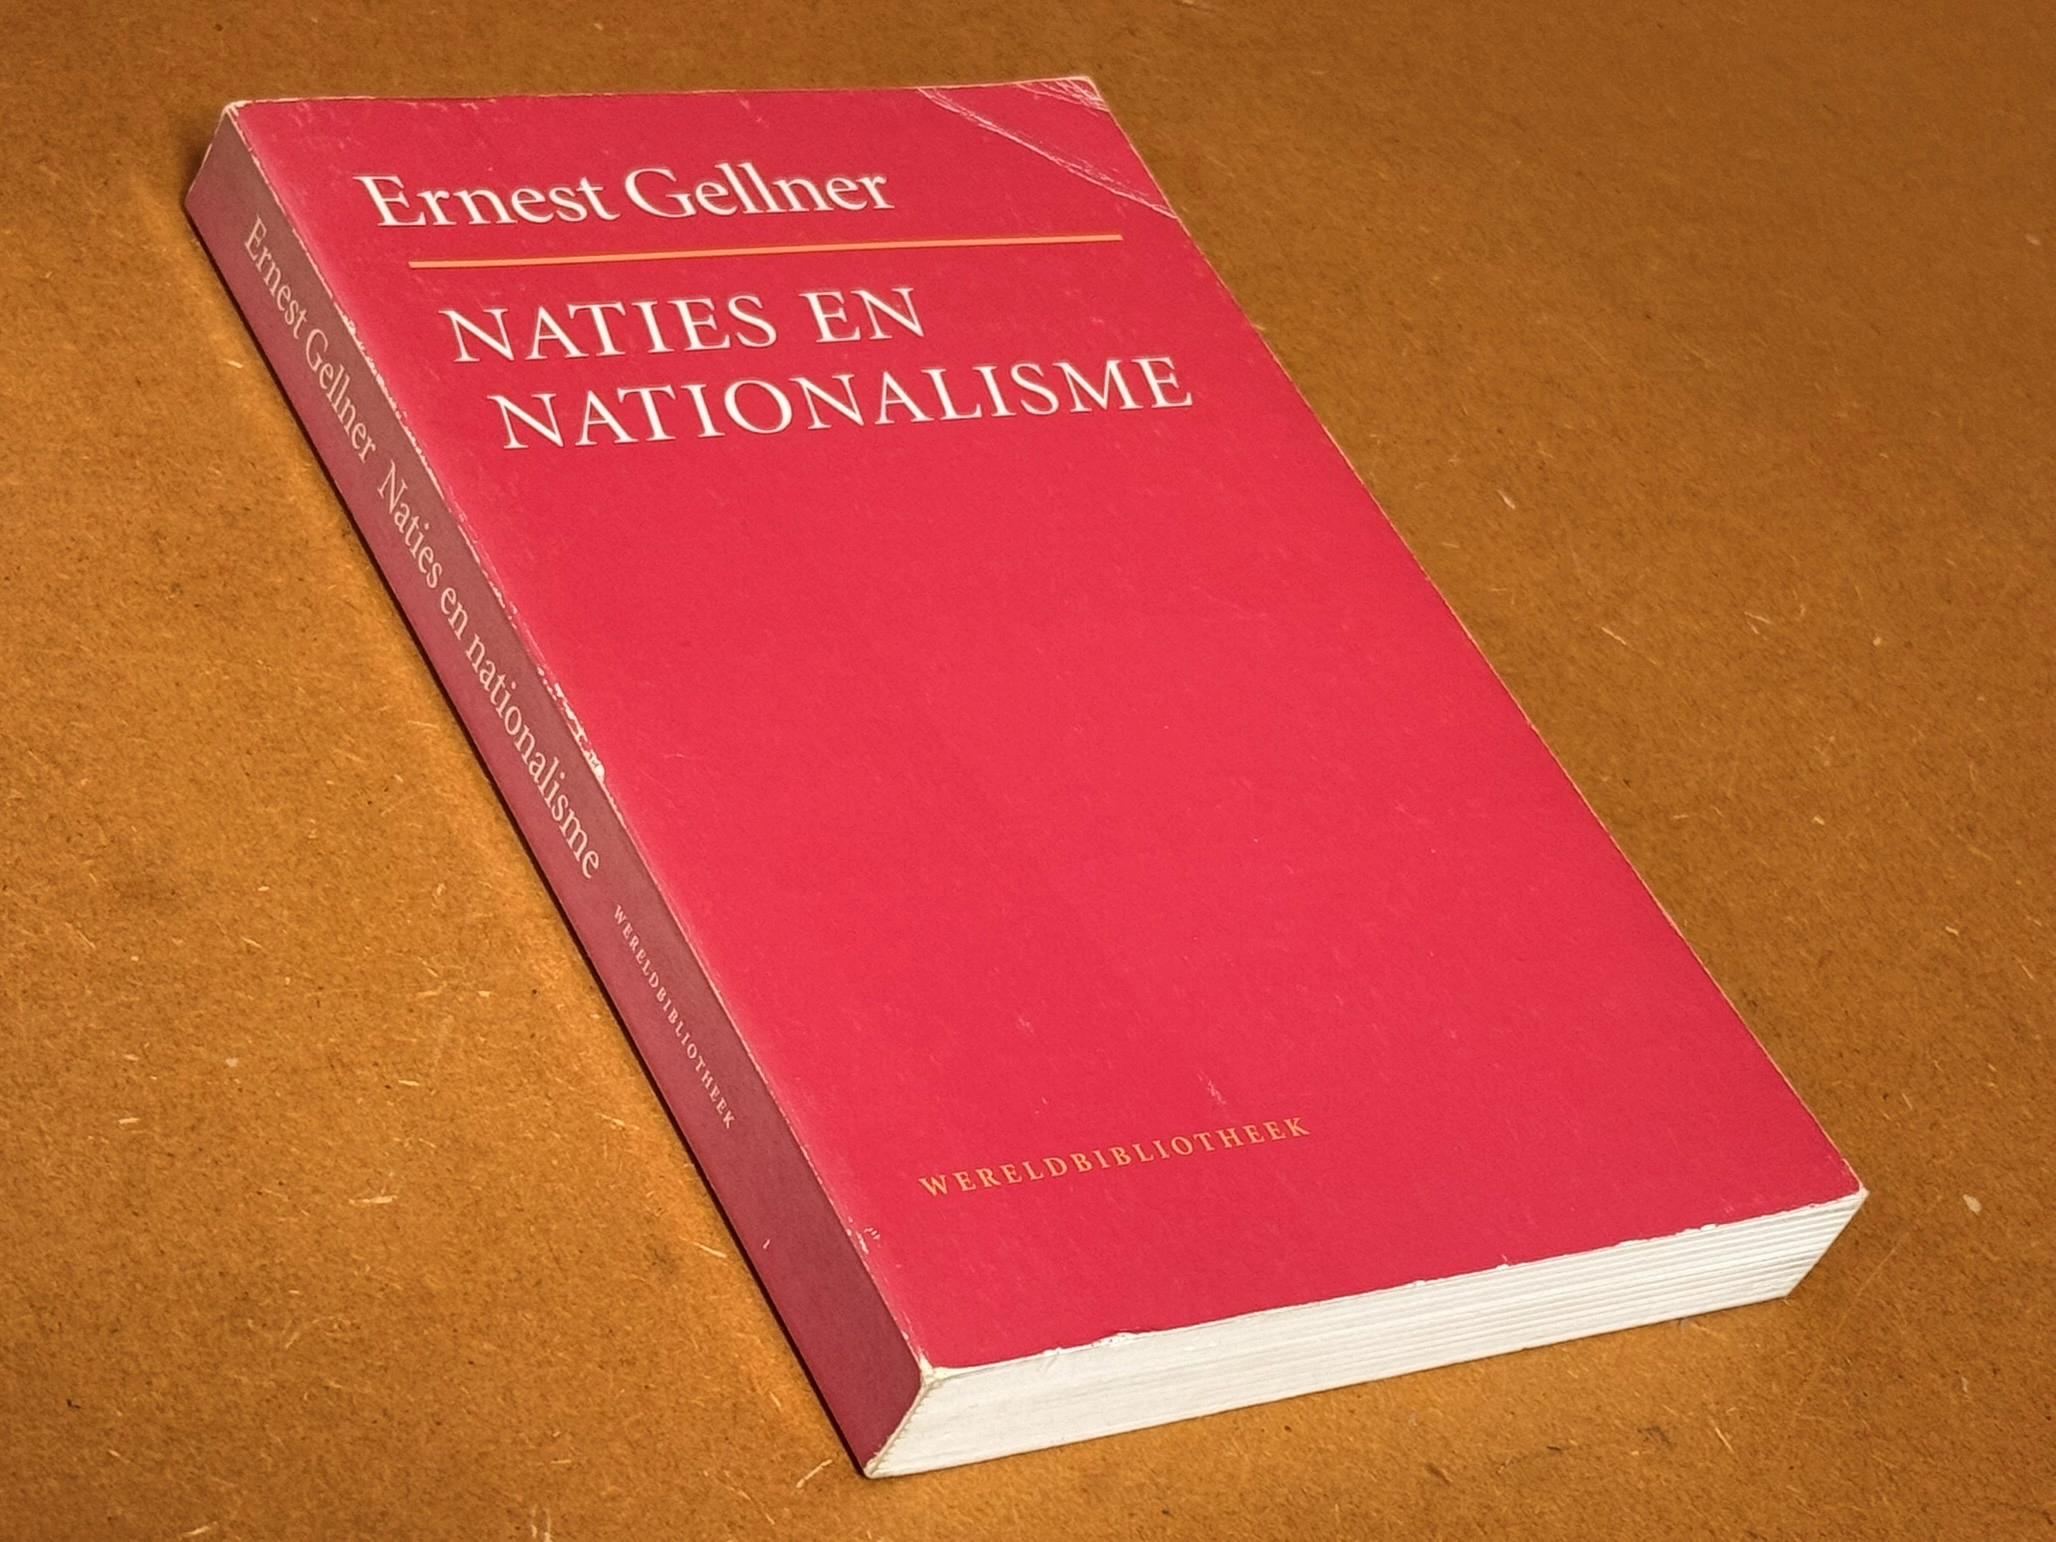 Ernest Gellner
NATIES EN
NATIONALISME
WERELDBIBLIOTHEEK
Ernest Gellner Naties en nationalisme WERELDBIBLIOTHEEK